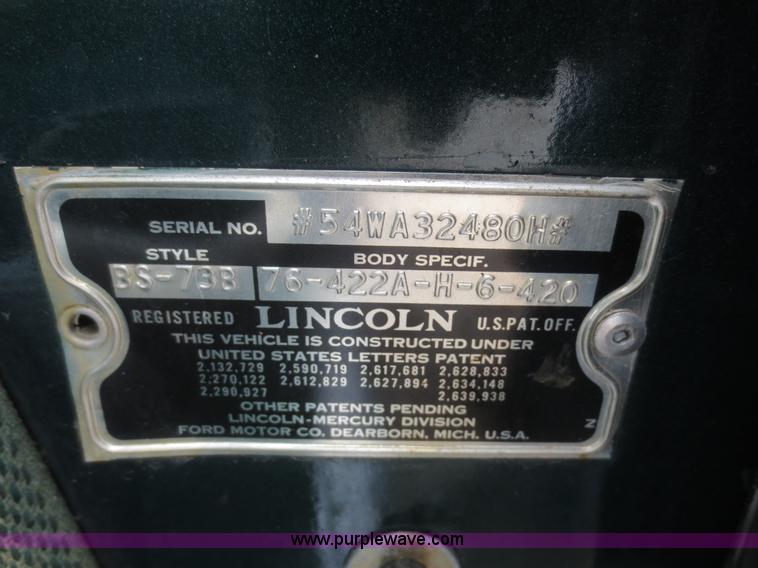 SERIAL NO. #54WA32480H#
STYLE BODY SPECIF.
BS-73B 76-422A-H-6-420
REGISTERED LINCOLN U.S.PAT.OFF.
THIS VEHICLE IS CONSTRUCTED UNDER
UNITED STATES LETTERS PATENT
2,132,729 2,590,719 2,617,681 2,628,833
2,270,122 2,612,829 2,627,894 2,634,148
2,290,927 2,639,938
OTHER PATENTS PENDING
LINCOLN-MERCURY DIVISION Z
FORD MOTOR CO. DEARBORN, MICH. U.S.A.
www.purplewave.com